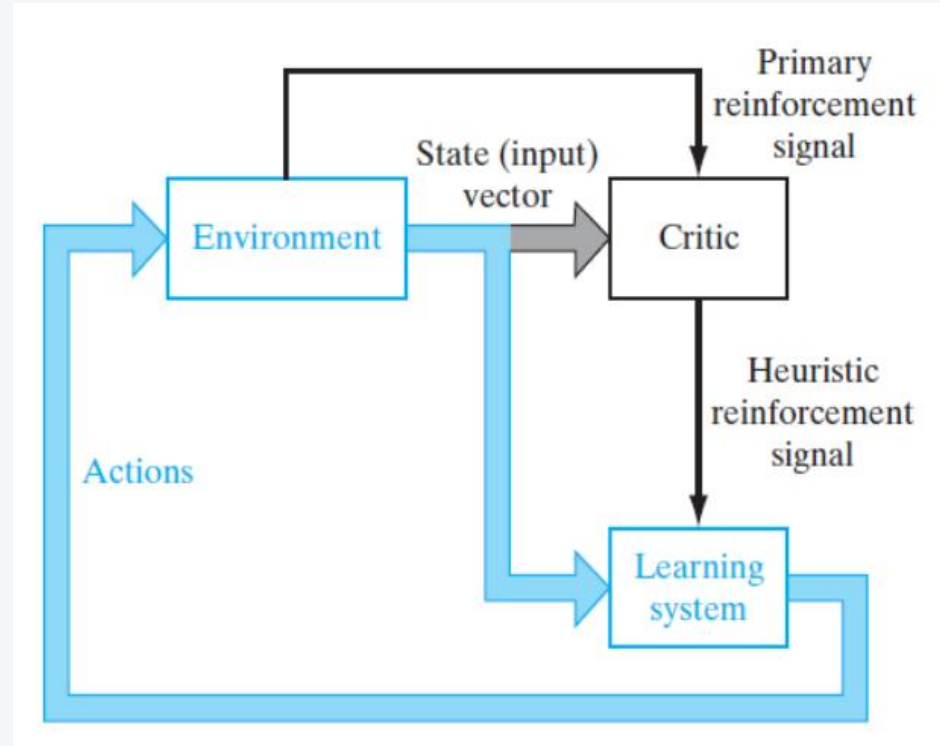 Primary
reinforcement
signal
State (input)
vector
Environment
Critic
Heuristic
reinforcement
signal
Actions
Learning
system